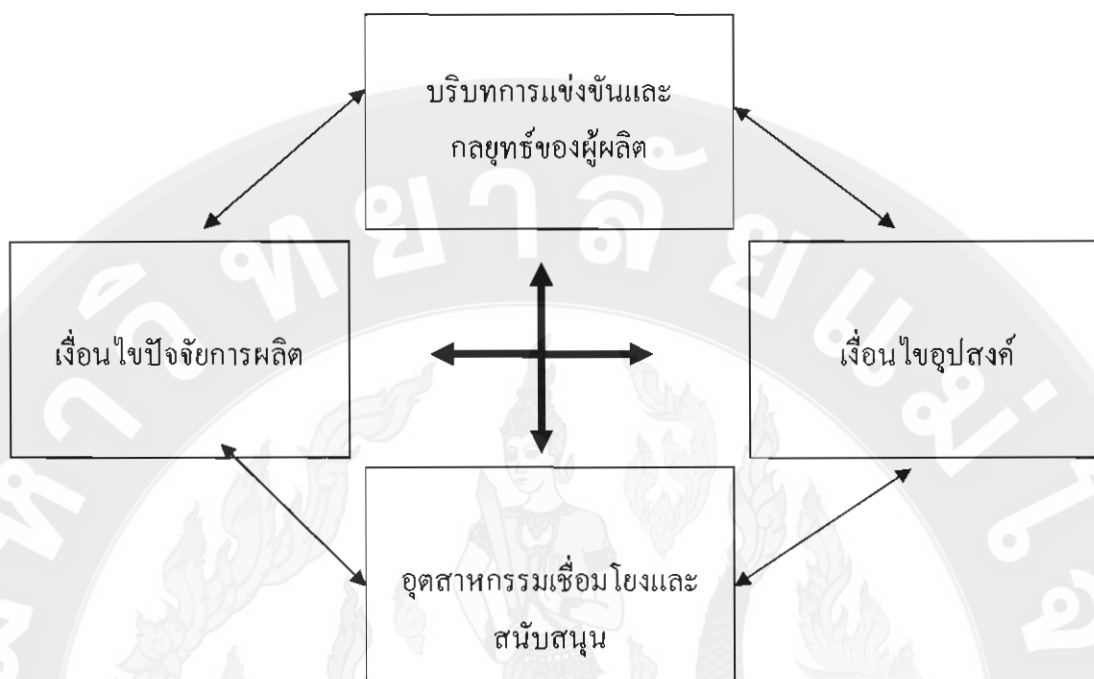 บริบทการแข่งขันและ
กลยุทธ์ของผู้ผลิต
เงื่อนไขปัจจัยการผลิต
เงื่อนไขอุปสงค์
อุตสาหกรรมเชื่อมโยงและ
สนับสนุน